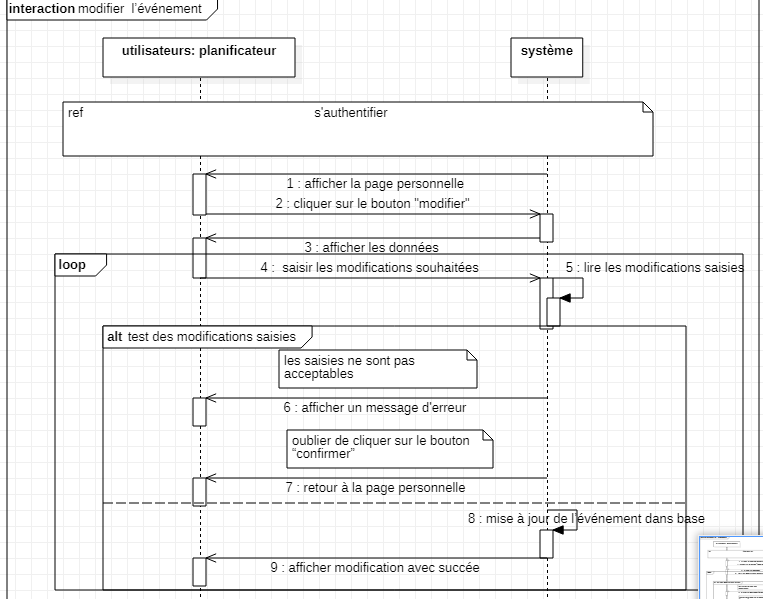 interaction modifier l'événement
utilisateurs: planificateur
système
ref
s'authentifier
1 : afficher la page personnelle
2 : cliquer sur le bouton "modifier"
3 : afficher les données
loop
4 : saisir les modifications souhaitées
5 : lire les modifications saisies
alt test des modifications saisies
les saisies ne sont pas
acceptables
6 : afficher un message d'erreur
oublier de cliquer sur le bouton
“confirmer”
7 : retour à la page personnelle
8 : mise à jour de l'événement dans base
9 : afficher modification avec succée